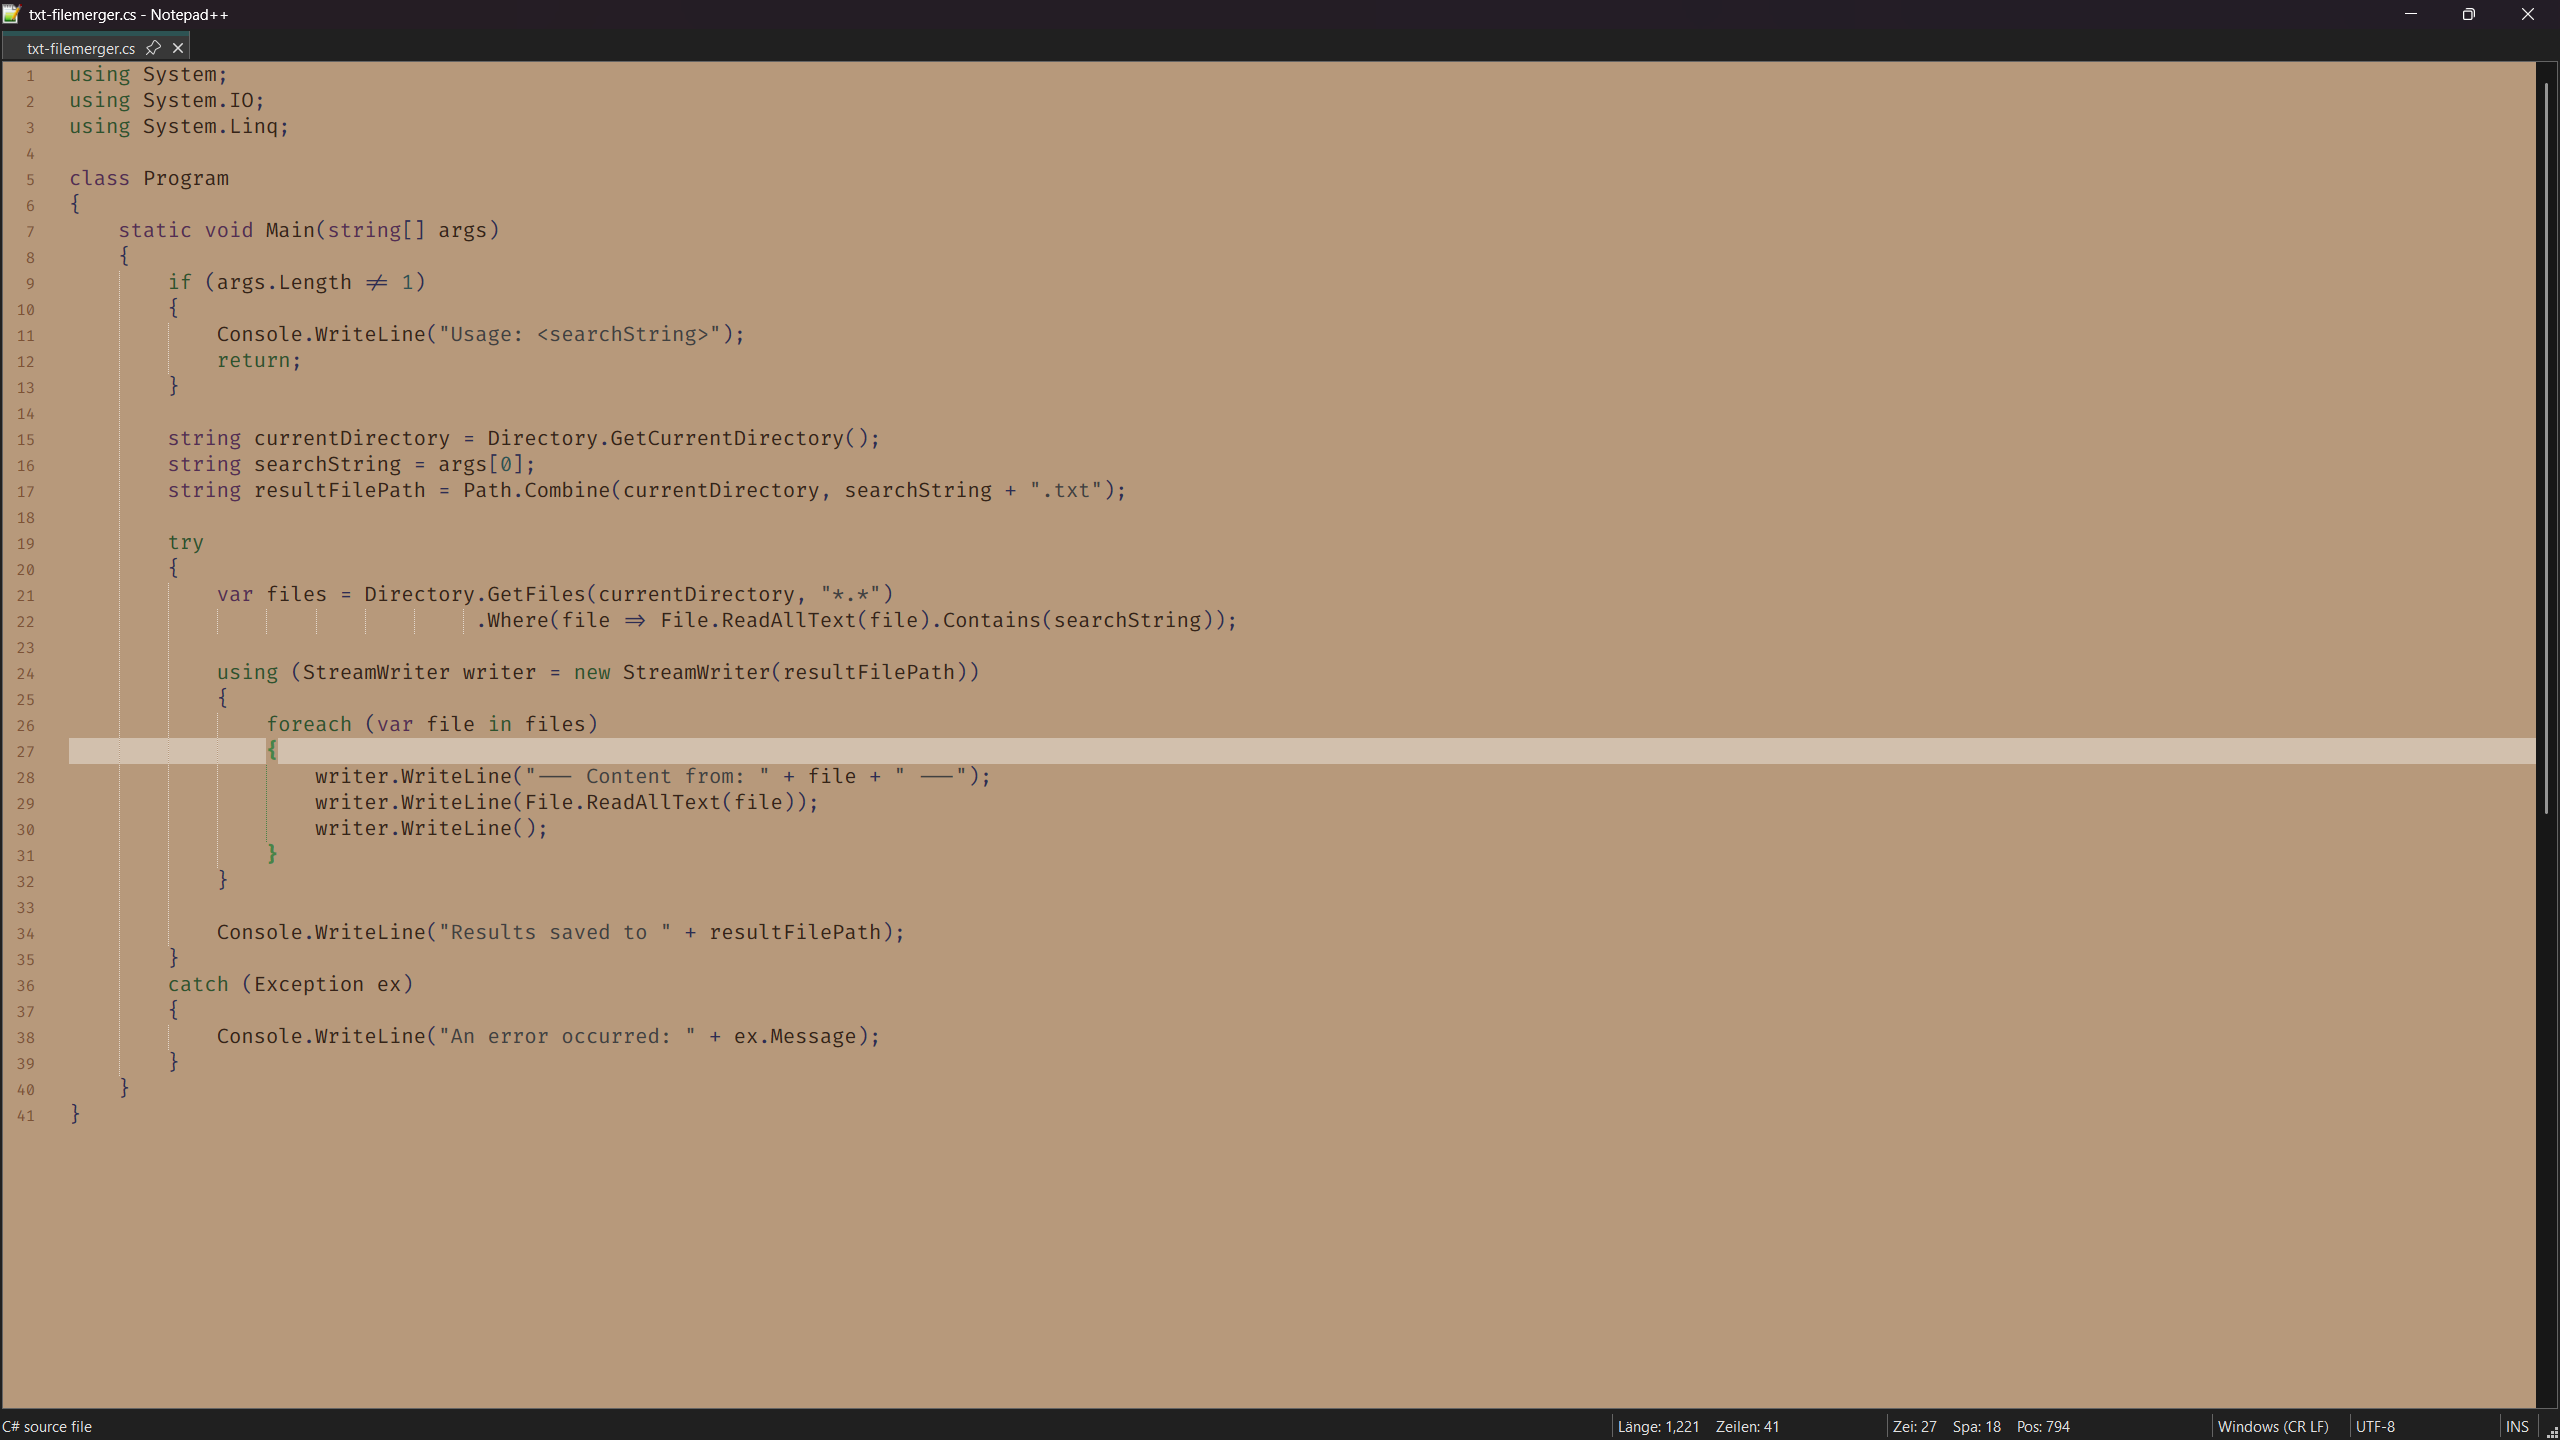 txt-filemerger.cs - Notepad++
txt-filemerger.cs
1 using System;
2 using System.IO;
3 using System.Linq;
4
5 class Program
6 {
7     static void Main(string[] args)
8     {
9         if (args.Length != 1)
10         {
11             Console.WriteLine("Usage: <searchString>");
12             return;
13         }
14
15         string currentDirectory = Directory.GetCurrentDirectory();
16         string searchString = args[0];
17         string resultFilePath = Path.Combine(currentDirectory, searchString + ".txt");
18
19         try
20         {
21             var files = Directory.GetFiles(currentDirectory, "*.*")
22                                  .Where(file => File.ReadAllText(file).Contains(searchString));
23
24             using (StreamWriter writer = new StreamWriter(resultFilePath))
25             {
26                 foreach (var file in files)
27                 {
28                     writer.WriteLine("--- Content from: " + file + " ---");
29                     writer.WriteLine(File.ReadAllText(file));
30                     writer.WriteLine();
31                 }
32             }
33
34             Console.WriteLine("Results saved to " + resultFilePath);
35         }
36         catch (Exception ex)
37         {
38             Console.WriteLine("An error occurred: " + ex.Message);
39         }
40     }
41 }
C# source file Länge: 1,221 Zeilen: 41 Zei: 27 Spa: 18 Pos: 794 Windows (CR LF) UTF-8 INS